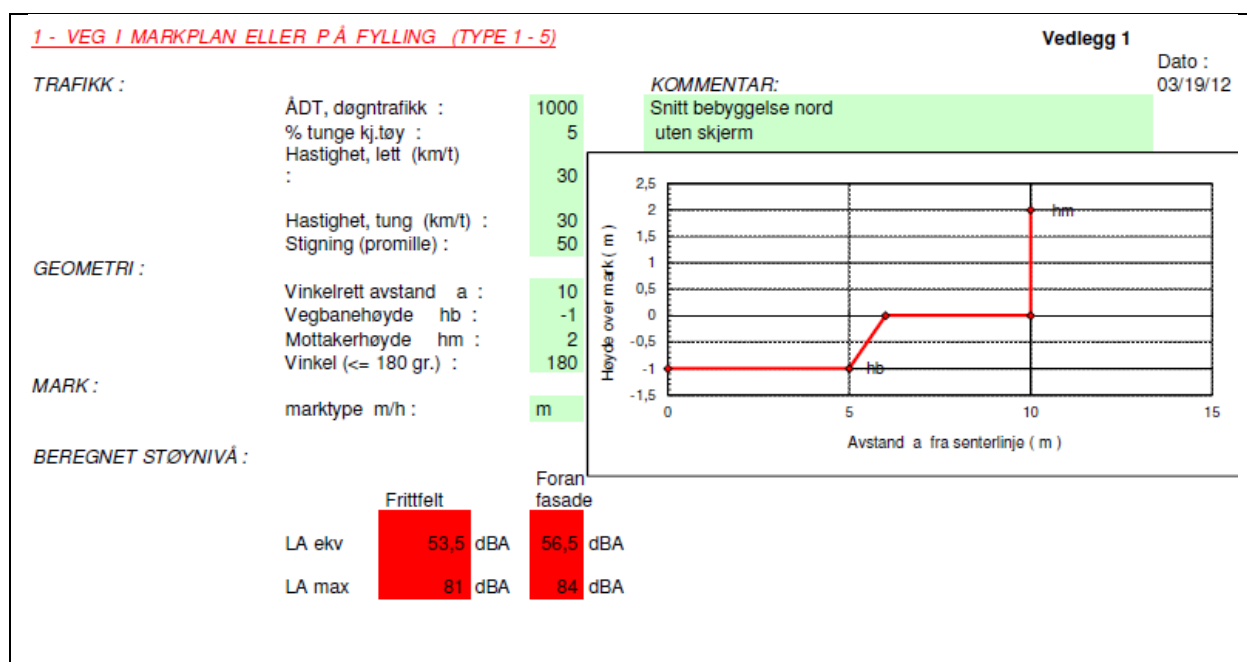 1 - VEG I MARKPLAN ELLER PÅ FYLLING (TYPE 1 - 5)
Vedlegg 1
Dato :
TRAFIKK :
KOMMENTAR:
03/19/12
ÅDT, døgntrafikk : 1000
Snitt bebyggelse nord
% tunge kj.tøy : 5
uten skjerm
Hastighet, lett (km/t)
: 30
Hastighet, tung (km/t) : 30
Stigning (promille) : 50
GEOMETRI :
Vinkelrett avstand a : 10
Vegbanehøyde hb : -1
Mottakerhøyde hm : 2
Vinkel (<= 180 gr.) : 180
MARK :
marktype m/h : m
Høyde over mark ( m )
2,5
2
1,5
1
0,5
0
-0,5
-1
-1,5
hm
hb
0 5 10 15
Avstand a fra senterlinje ( m )
BEREGNET STØYNIVÅ :
Frittfelt
Foran
fasade
LA ekv 53,5 dBA 56,5 dBA
LA max 81 dBA 84 dBA